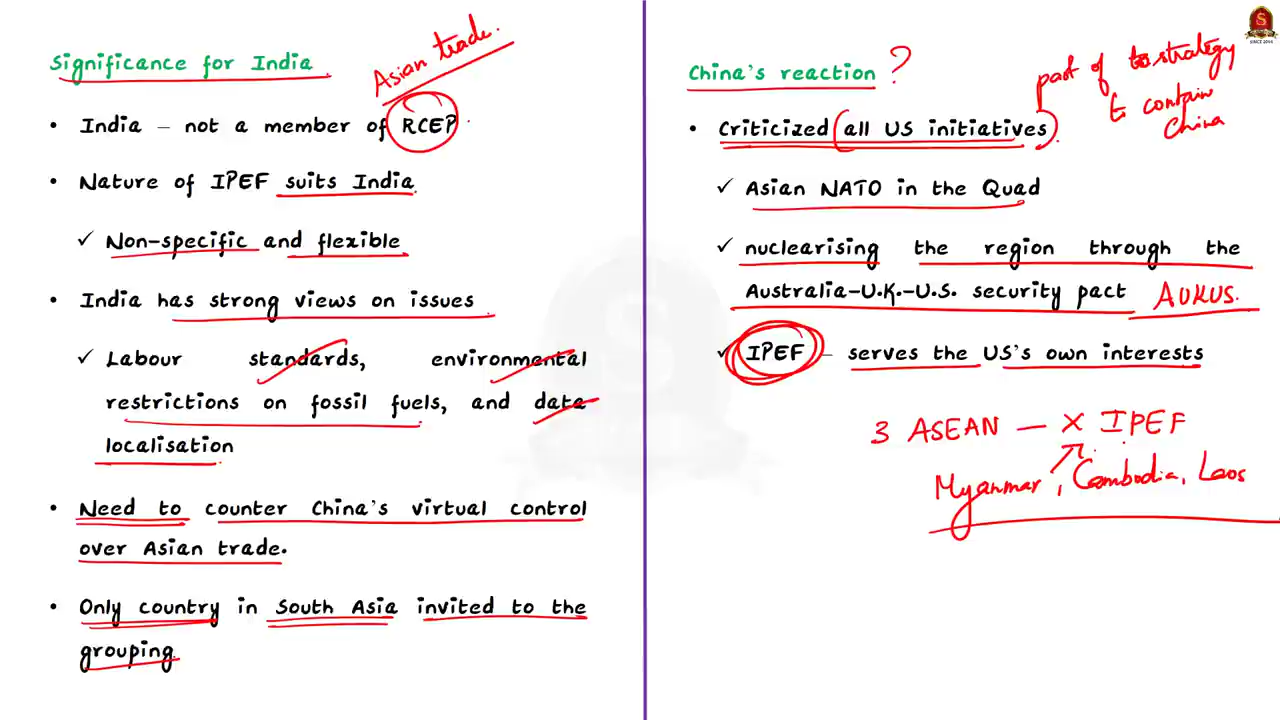 Significance for India
Asian trade.
• India – not a member of RCEP
• Nature of IPEF suits India
✓ Non-specific and flexible
• India has strong views on issues
✓ Labour standards, environmental
restrictions on fossil fuels, and data
localisation
• Need to counter China's virtual control
over Asian trade.
• Only country in South Asia invited to the
grouping
China's reaction ?
part of strategy
to contain
China
• Criticized (all US initiatives)
✓ Asian NATO in the Quad
✓ nuclearising the region through the
Australia-U.K.-U.S. security pact AUKUS.
✓ IPEF – serves the US's own interests
3 ASEAN — X IPEF
Myanmar, Cambodia, Laos
S
SINCE 2004